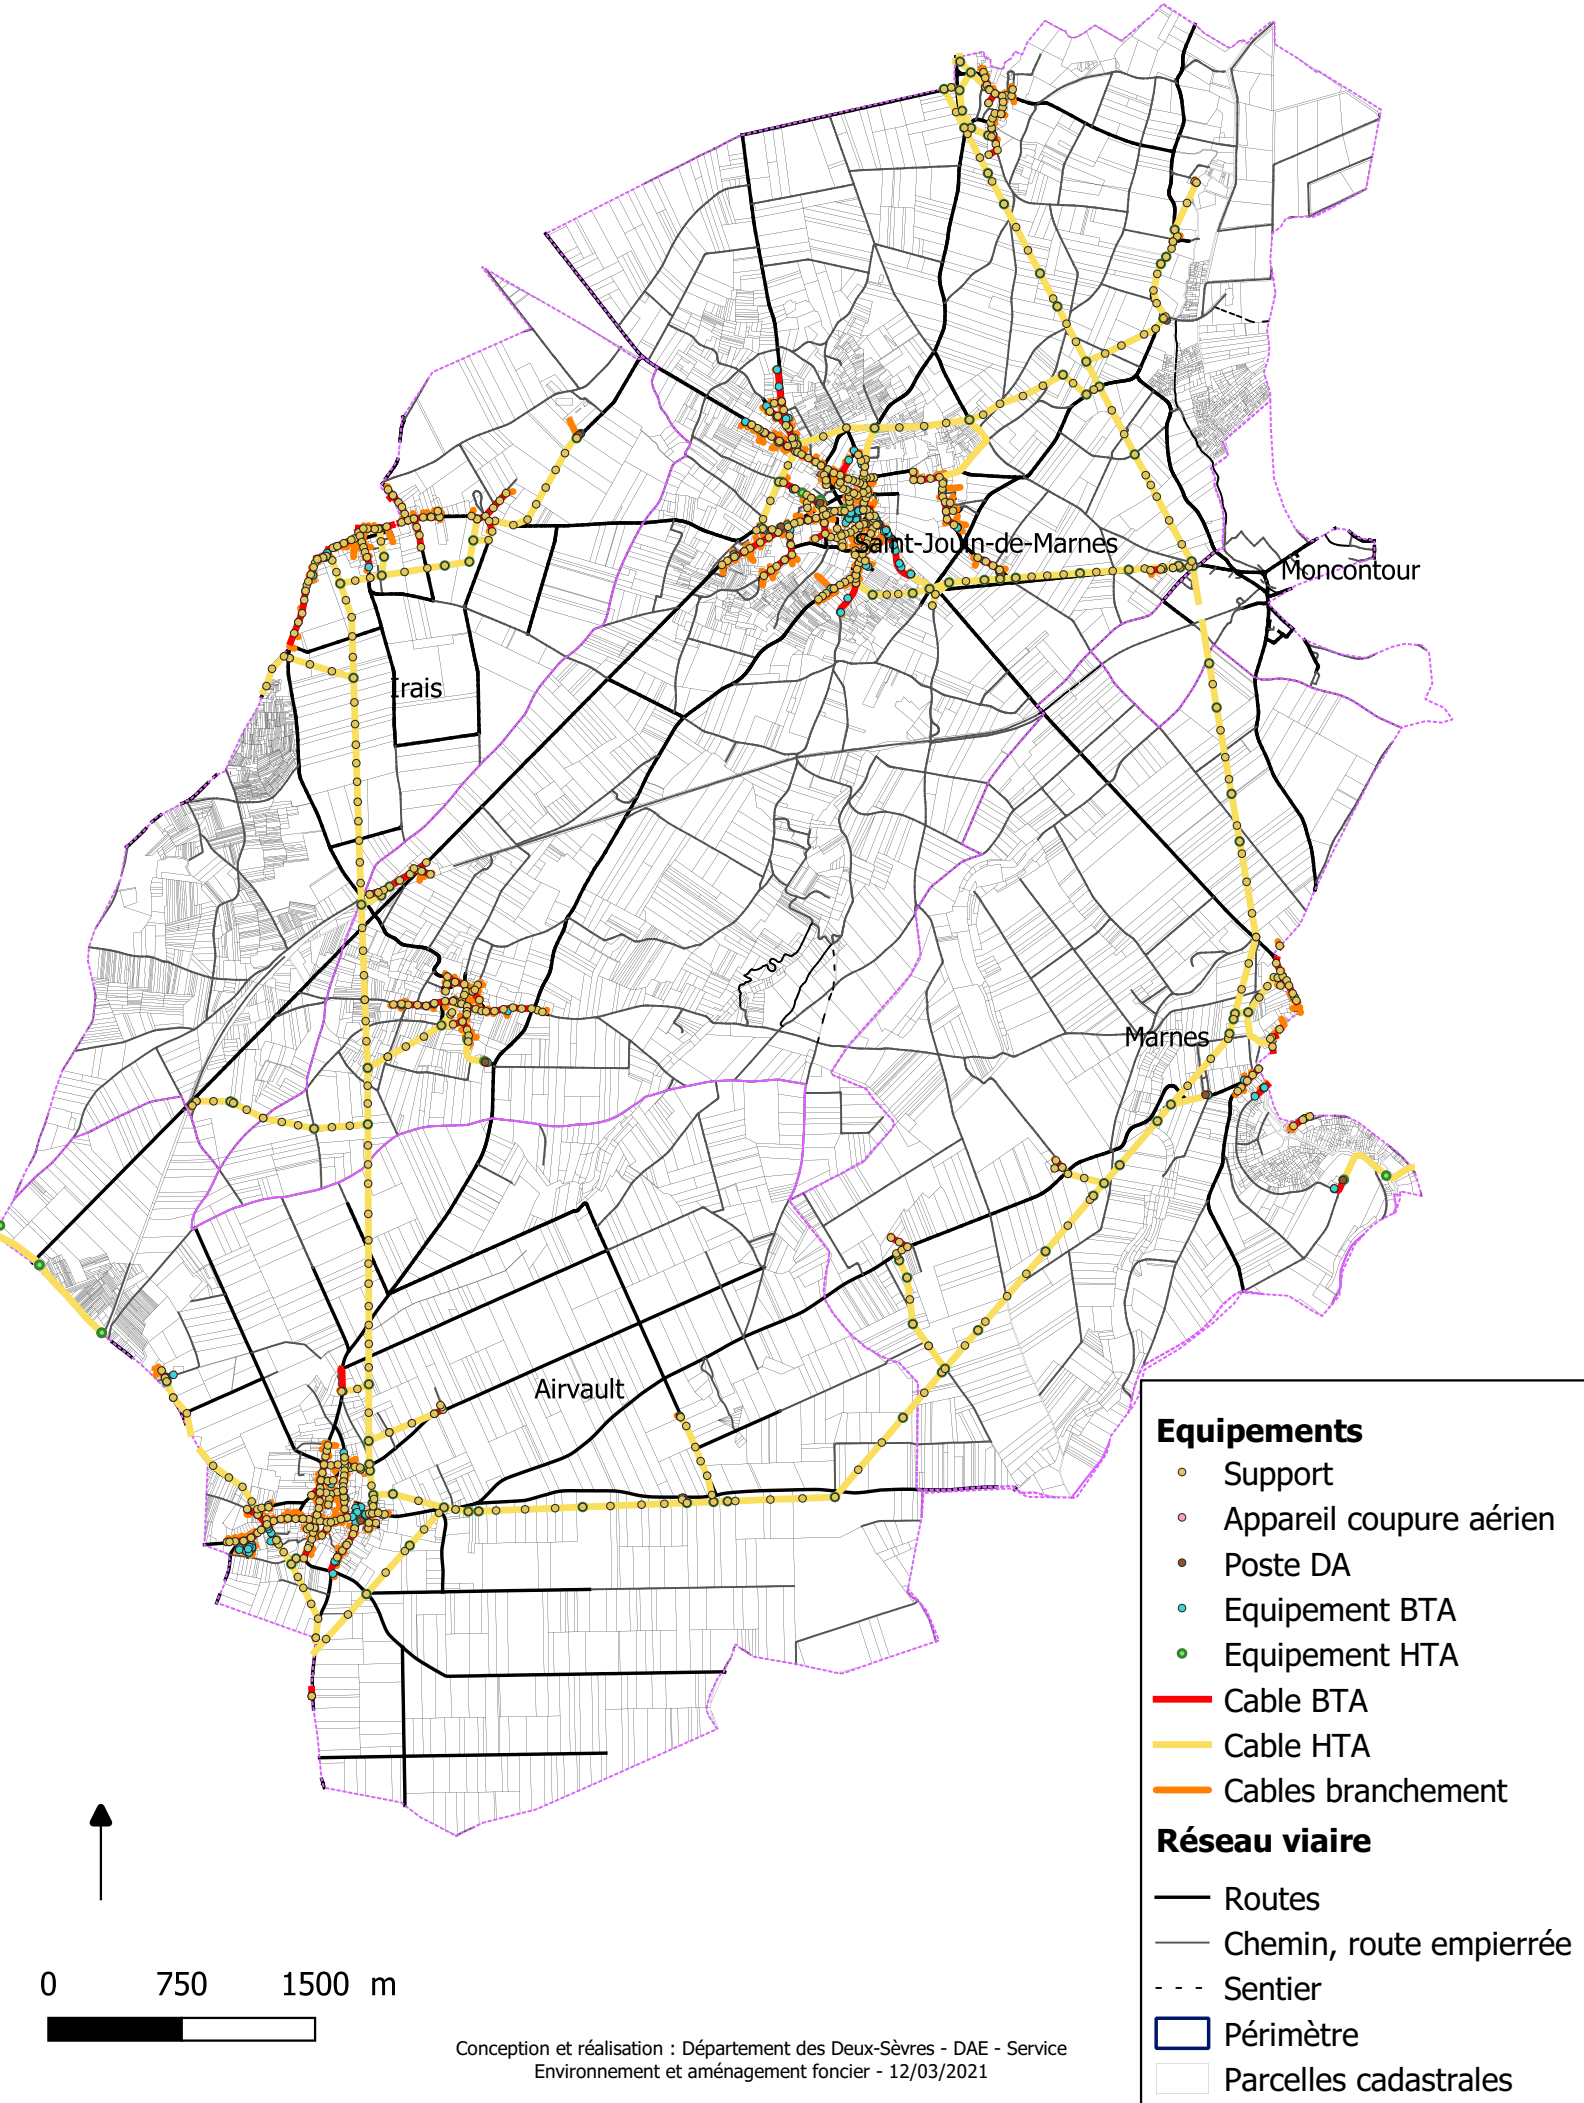 Saint-Jouin-de-Marnes
Moncontour
Irais
Marnes
Airvault
Equipements
Support
Appareil coupure aérien
Poste DA
Equipement BTA
Equipement HTA
Cable BTA
Cable HTA
Cables branchement
Réseau viaire
Routes
Chemin, route empierrée
Sentier
Périmètre
Parcelles cadastrales
0 750 1500 m
Conception et réalisation : Département des Deux-Sèvres - DAE - Service
Environnement et aménagement foncier - 12/03/2021